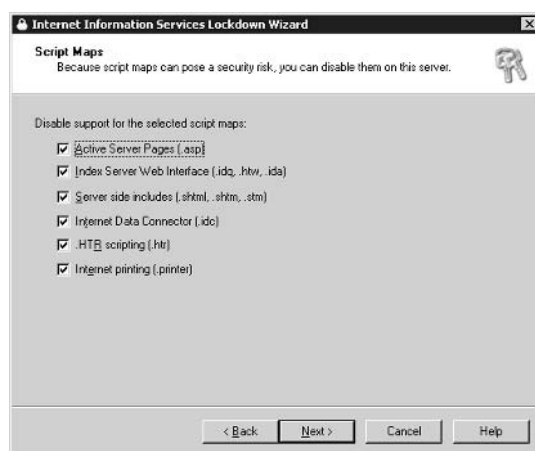 Internet Information Services Lockdown Wizard
Script Maps
Because script maps can pose a security risk, you can disable them on this server.
Disable support for the selected script maps:
Active Server Pages (.asp)
Index Server Web Interface (.idq, .htw, .ida)
Server side includes (.shtml, .shtm, .stm)
Internet Data Connector (.idc)
.HTR scripting (.htr)
Internet printing (.printer)
< Back Next > Cancel Help